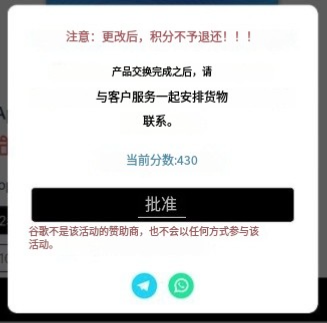 注意：更改后，积分不予退还！！！
产品交换完成之后，请
与客户服务一起安排货物
联系。
当前分数:430
批准
谷歌不是该活动的赞助商，也不会以任何方式参与该
活动。